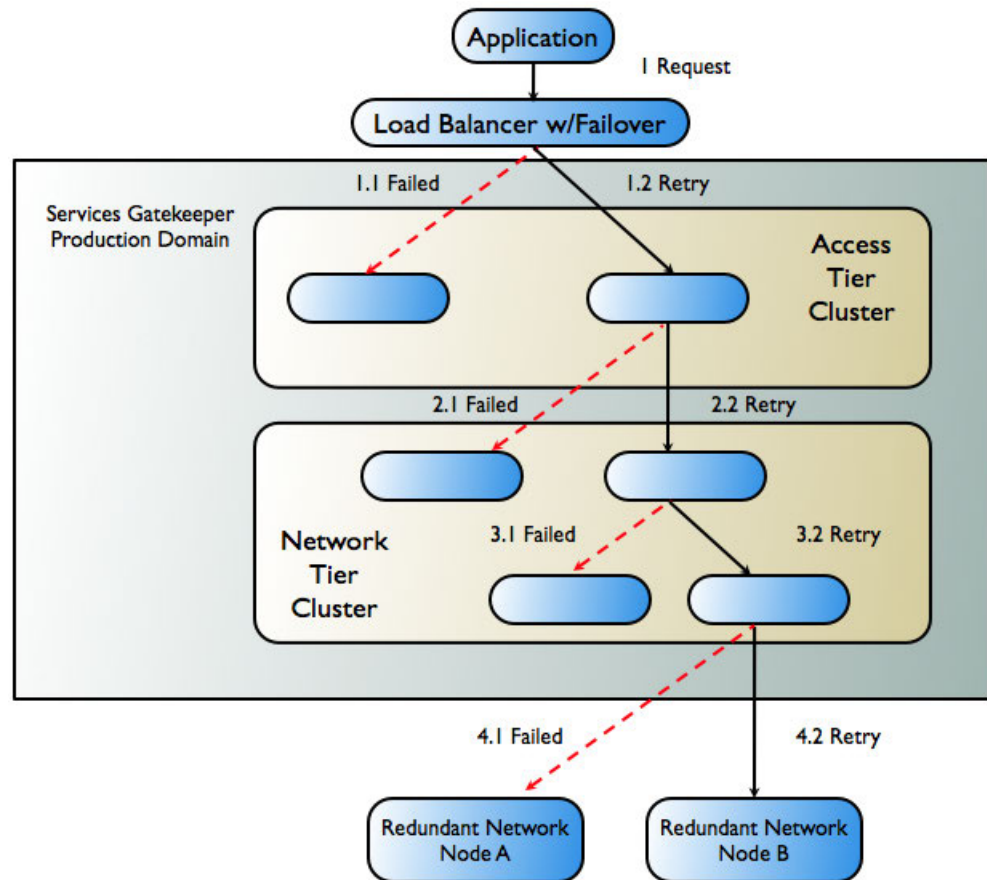 Application
1 Request
Load Balancer w/Failover
1.1 Failed
1.2 Retry
Services Gatekeeper
Production Domain
Access
Tier
Cluster
2.1 Failed
2.2 Retry
3.1 Failed
3.2 Retry
Network
Tier
Cluster
4.1 Failed
4.2 Retry
Redundant Network
Node A
Redundant Network
Node B